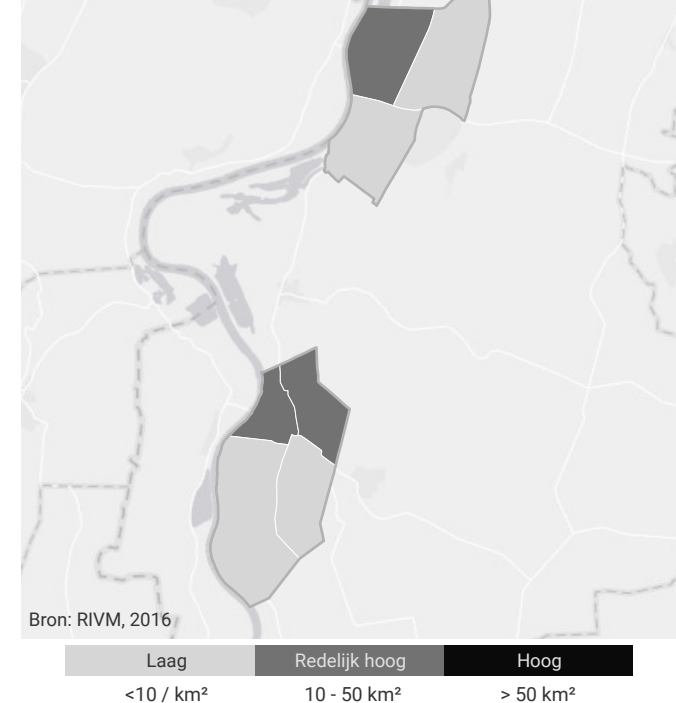 Bron: RIVM, 2016
Laag Redelijk hoog Hoog
<10 / km² 10 - 50 km² > 50 km²